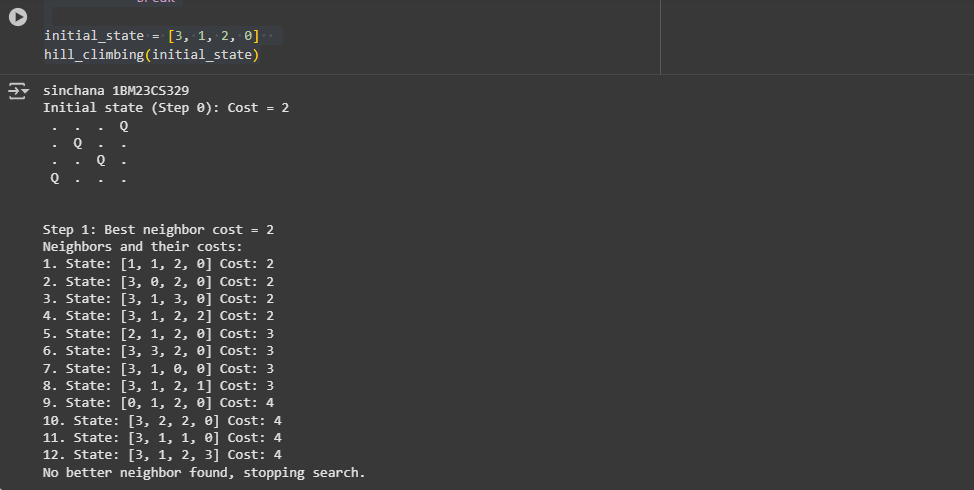 break
initial_state = [3, 1, 2, 0]
hill_climbing(initial_state)
sinchana 1BM23CS329
Initial state (Step 0): Cost = 2
. . . Q
. Q . .
. . Q .
Q . . .
Step 1: Best neighbor cost = 2
Neighbors and their costs:
1. State: [1, 1, 2, 0] Cost: 2
2. State: [3, 0, 2, 0] Cost: 2
3. State: [3, 1, 3, 0] Cost: 2
4. State: [3, 1, 2, 2] Cost: 2
5. State: [2, 1, 2, 0] Cost: 3
6. State: [3, 3, 2, 0] Cost: 3
7. State: [3, 1, 0, 0] Cost: 3
8. State: [3, 1, 2, 1] Cost: 3
9. State: [0, 1, 2, 0] Cost: 4
10. State: [3, 2, 2, 0] Cost: 4
11. State: [3, 1, 1, 0] Cost: 4
12. State: [3, 1, 2, 3] Cost: 4
No better neighbor found, stopping search.